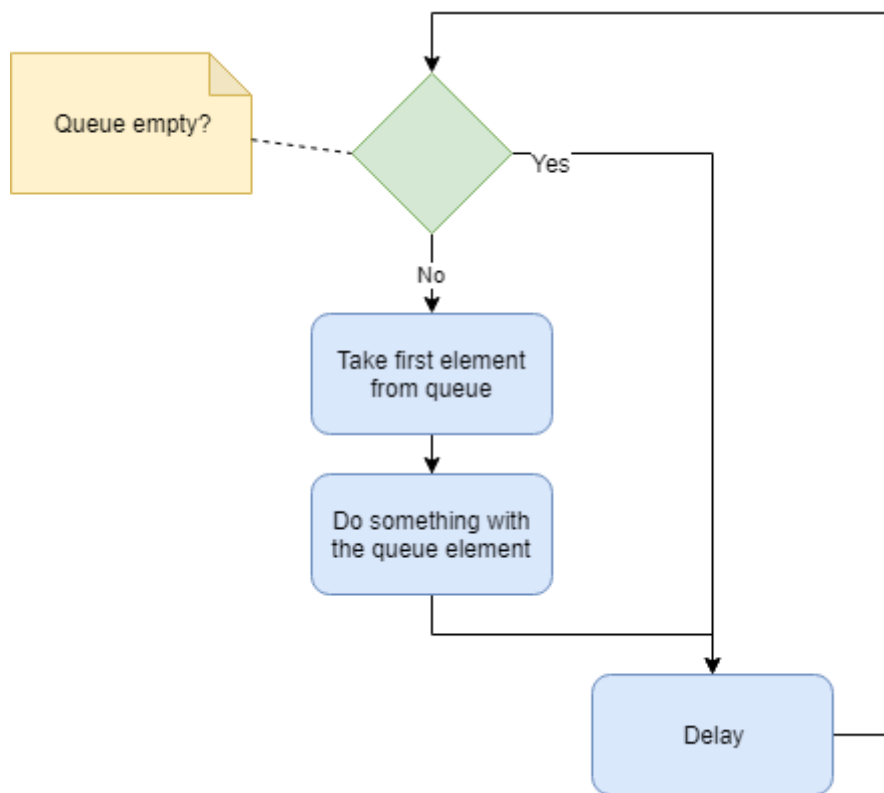 Queue empty?
Yes
No
Take first element
from queue
Do something with
the queue element
Delay